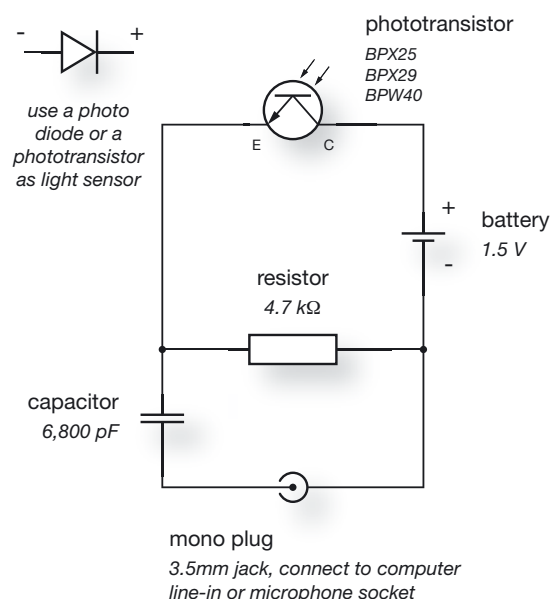 - +
use a photo
diode or a
phototransistor
as light sensor
phototransistor
BPX25
BPX29
BPW40
E C
+
battery
1.5 V
-
resistor
4.7 kΩ
capacitor
6,800 pF
mono plug
3.5mm jack, connect to computer
line-in or microphone socket